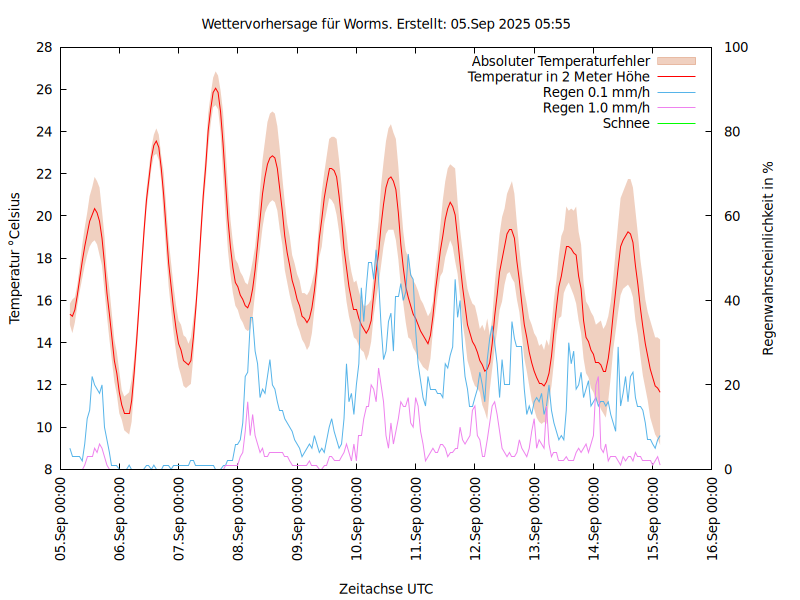 Wettervorhersage für Worms. Erstellt: 05.Sep 2025 05:55
Absoluter Temperaturfehler
Temperatur in 2 Meter Höhe
Regen 0.1 mm/h
Regen 1.0 mm/h
Schnee
Temperatur °Celsius
28
26
24
22
20
18
16
14
12
10
8
100
80
60
40
20
0
Regenwahrscheinlichkeit in %
05.Sep 00:00
06.Sep 00:00
07.Sep 00:00
08.Sep 00:00
09.Sep 00:00
10.Sep 00:00
11.Sep 00:00
12.Sep 00:00
13.Sep 00:00
14.Sep 00:00
15.Sep 00:00
16.Sep 00:00
Zeitachse UTC